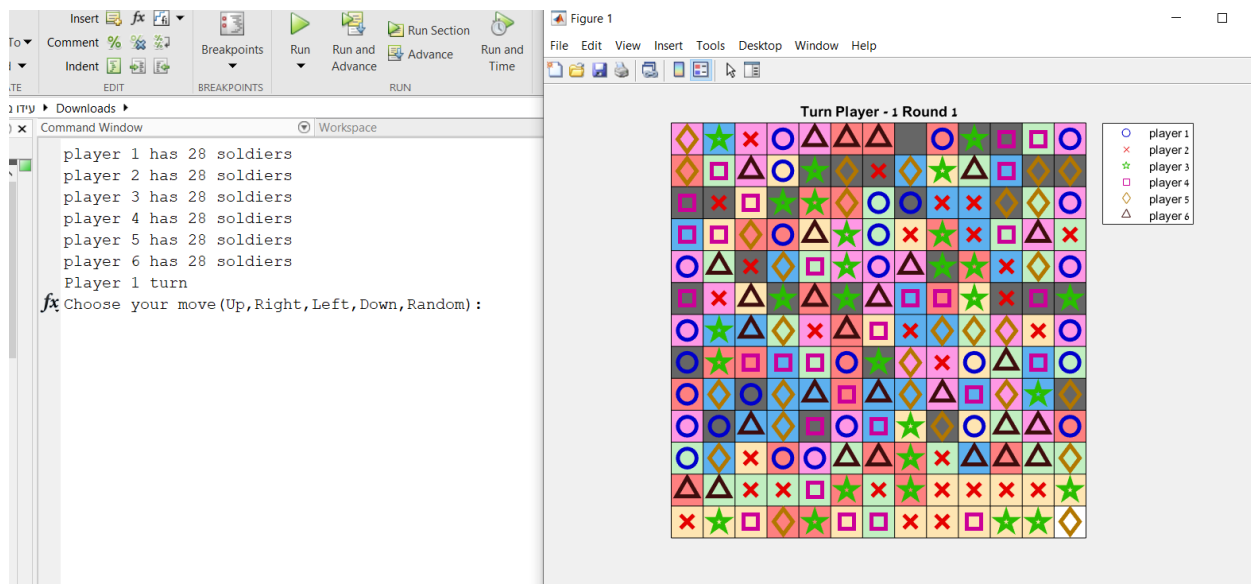 Insert fx
To Comment %
Indent
Breakpoints
Run
Run and
Advance
Run Section
Advance
Run and
Time
EDIT
BREAKPOINTS
RUN
Downloads
Command Window
Workspace
player 1 has 28 soldiers
player 2 has 28 soldiers
player 3 has 28 soldiers
player 4 has 28 soldiers
player 5 has 28 soldiers
player 6 has 28 soldiers
Player 1 turn
fx Choose your move(Up,Right,Left,Down,Random):
Figure 1
File Edit View Insert Tools Desktop Window Help
Turn Player - 1 Round 1
player 1
player 2
player 3
player 4
player 5
player 6